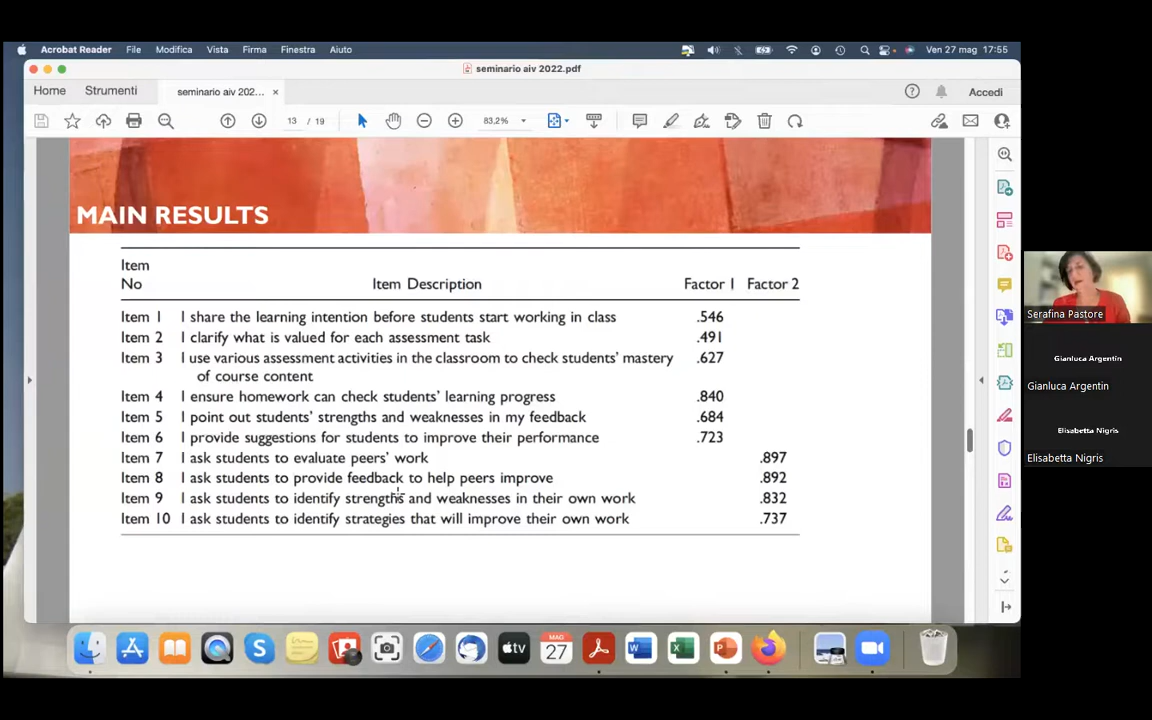 Acrobat Reader File Modifica Vista Firma Finestra Aiuto Ven 27 mag 17:55
seminario aiv 2022.pdf
Home Strumenti seminario aiv 202... × Accedi
13 / 19 83,2%
MAIN RESULTS
Item
No Item Description Factor 1 Factor 2
Item 1 I share the learning intention before students start working in class .546
Item 2 I clarify what is valued for each assessment task .491
Item 3 I use various assessment activities in the classroom to check students' mastery .627
of course content
Item 4 I ensure homework can check students' learning progress .840
Item 5 I point out students' strengths and weaknesses in my feedback .684
Item 6 I provide suggestions for students to improve their performance .723
Item 7 I ask students to evaluate peers' work .897
Item 8 I ask students to provide feedback to help peers improve .892
Item 9 I ask students to identify strengths and weaknesses in their own work .832
Item 10 I ask students to identify strategies that will improve their own work .737
Serafina Pastore
Gianluca Argentin
Gianluca Argentin
Elisabetta Nigris
Elisabetta Nigris
tv
MAG
27
W
X
P